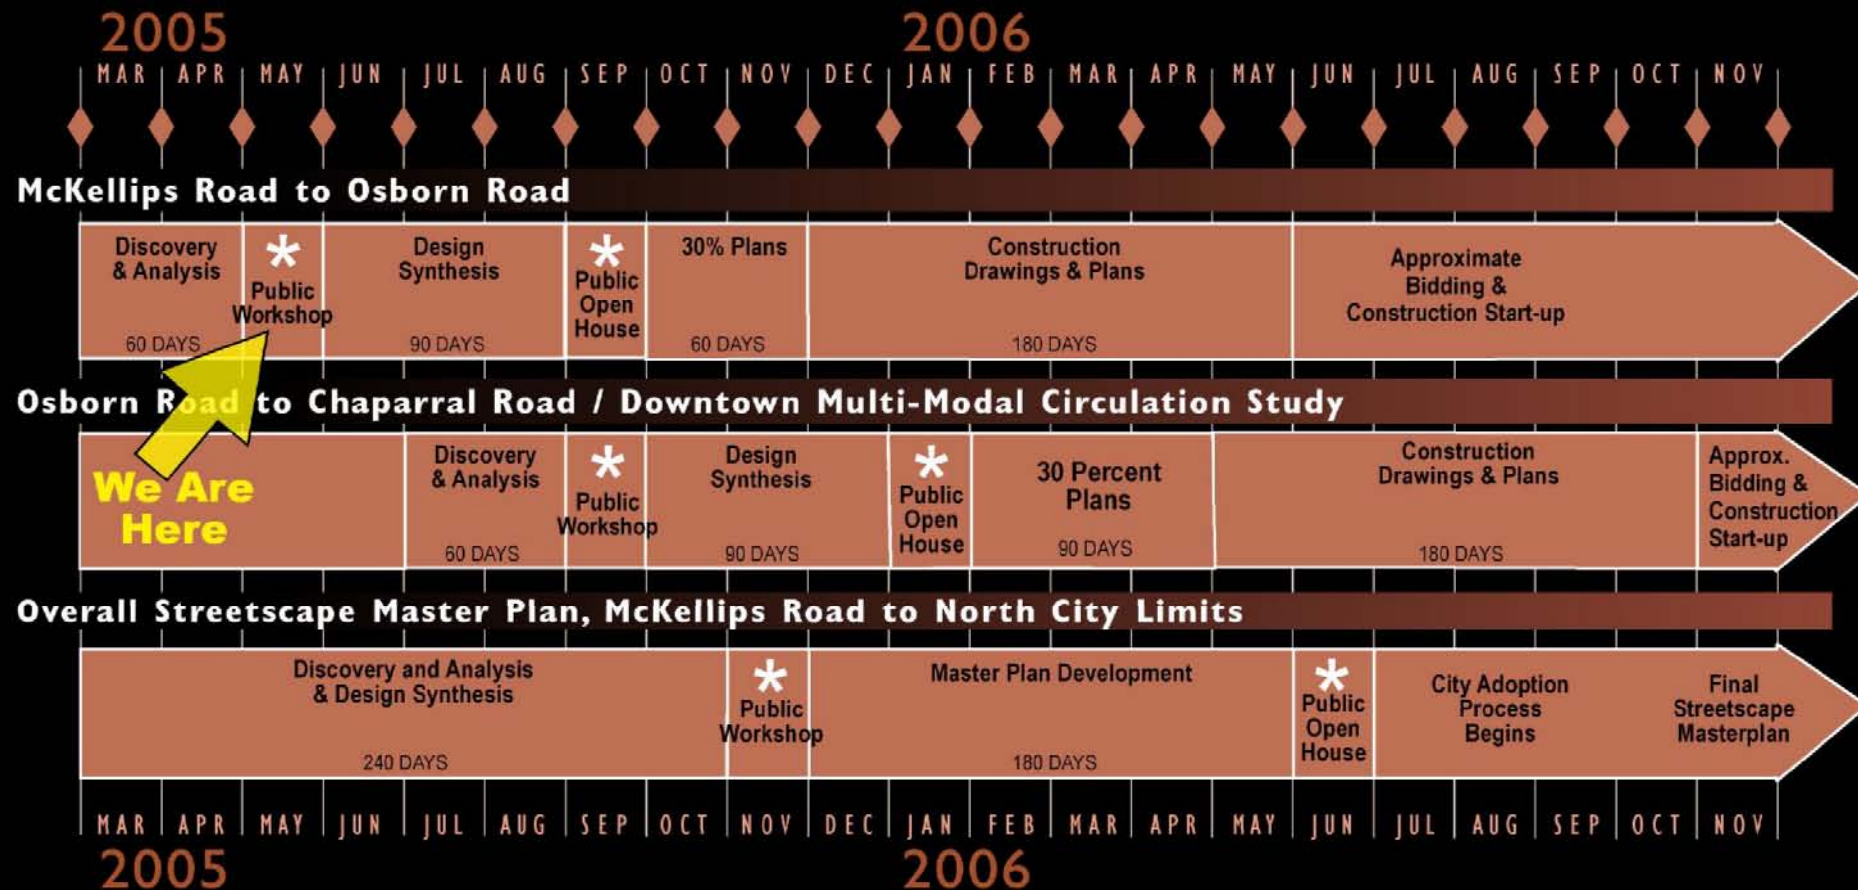 2005 2006
MAR APR MAY JUN JUL AUG SEP OCT NOV DEC JAN FEB MAR APR MAY JUN JUL AUG SEP OCT NOV
McKellips Road to Osborn Road
Discovery
& Analysis
60 DAYS
*
Public
Workshop
Design
Synthesis
90 DAYS
*
Public
Open
House
30% Plans
60 DAYS
Construction
Drawings & Plans
180 DAYS
Approximate
Bidding &
Construction Start-up
Osborn Road to Chaparral Road / Downtown Multi-Modal Circulation Study
We Are
Here
Discovery
& Analysis
60 DAYS
*
Public
Workshop
Design
Synthesis
90 DAYS
*
Public
Open
House
30 Percent
Plans
90 DAYS
Construction
Drawings & Plans
180 DAYS
Approx.
Bidding &
Construction
Start-up
Overall Streetscape Master Plan, McKellips Road to North City Limits
Discovery and Analysis
& Design Synthesis
240 DAYS
*
Public
Workshop
Master Plan Development
180 DAYS
*
Public
Open
House
City Adoption
Process
Begins
Final
Streetscape
Masterplan
MAR APR MAY JUN JUL AUG SEP OCT NOV DEC JAN FEB MAR APR MAY JUN JUL AUG SEP OCT NOV
2005 2006